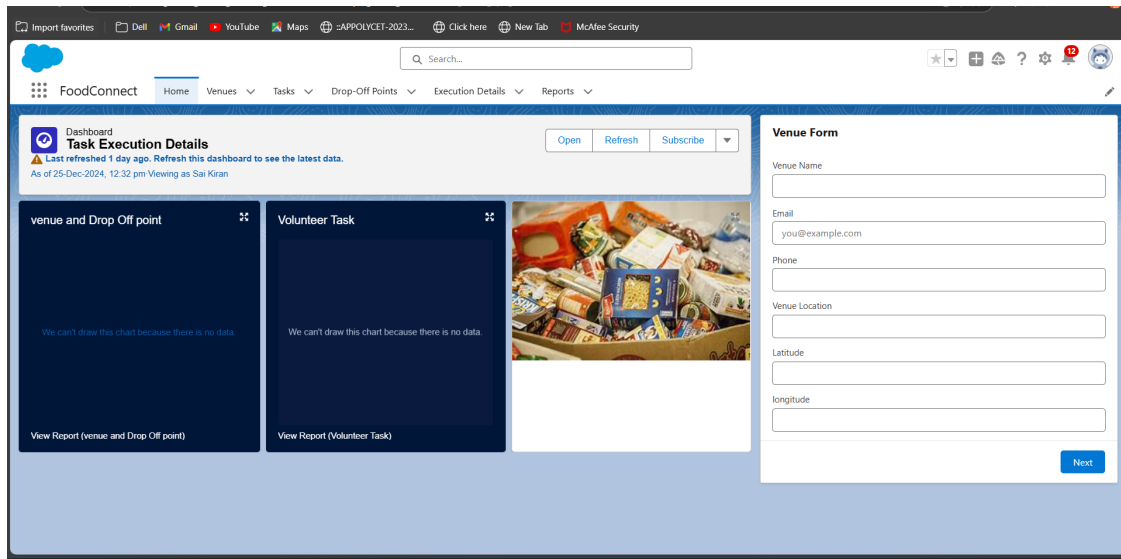 Import favorites Dell Gmail YouTube Maps ::APPOLYCET-2023... Click here New Tab McAfee Security
Search...
12
FoodConnect Home Venues Tasks Drop-Off Points Execution Details Reports
Dashboard
Task Execution Details
Last refreshed 1 day ago. Refresh this dashboard to see the latest data.
As of 25-Dec-2024, 12:32 pm Viewing as Sai Kiran
Open Refresh Subscribe
venue and Drop Off point
We can't draw this chart because there is no data.
View Report (venue and Drop Off point)
Volunteer Task
We can't draw this chart because there is no data.
View Report (Volunteer Task)
Venue Form
Venue Name
Email
you@example.com
Phone
Venue Location
Latitude
longitude
Next